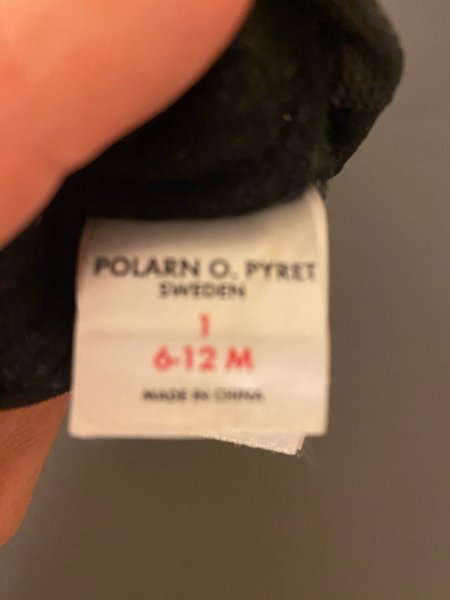 POLARN O. PYRET
SWEDEN
1
6-12 M
MADE IN CHINA